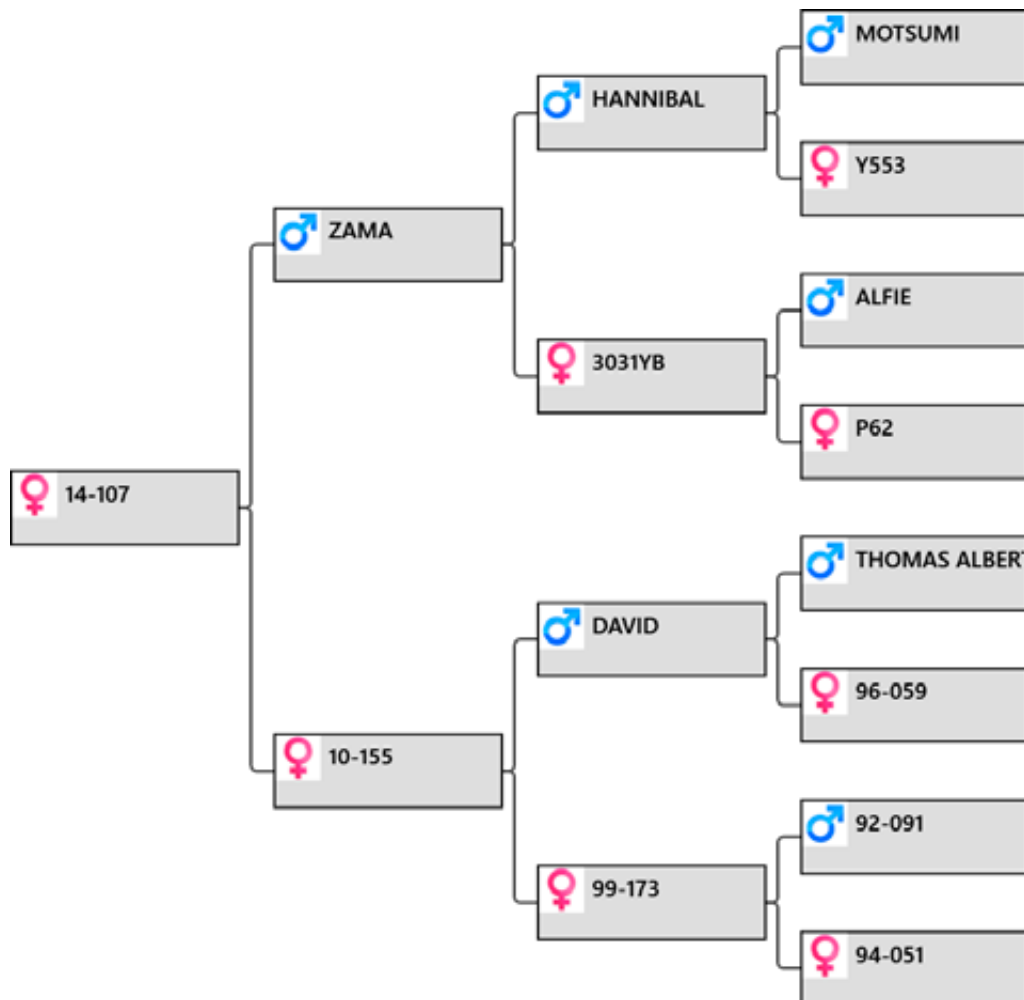 MOTSUMI
HANNIBAL
Y553
ZAMA
ALFIE
3031YB
P62
14-107
THOMAS ALBERT
DAVID
96-059
10-155
92-091
99-173
94-051